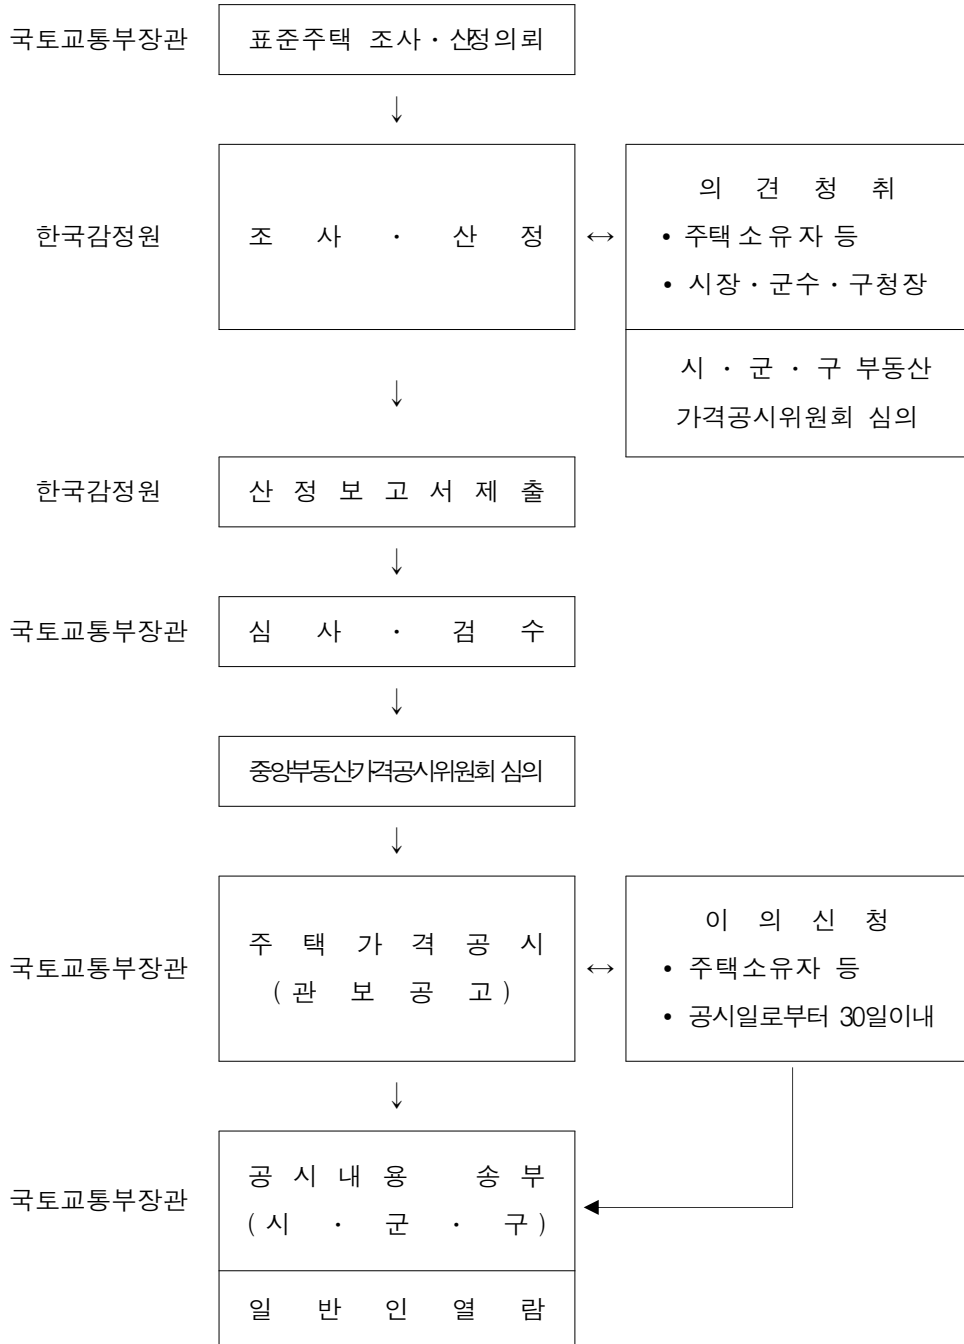 국토교통부장관
표준주택 조사・산정의뢰
↓
한국감정원
조 사 ・ 산 정
↔
의 견 청 취
• 주택소유자 등
• 시장・군수・구청장
시 ・ 군 ・ 구 부동산
가격공시위원회 심의
↓
한국감정원
산 정 보 고 서 제 출
↓
국토교통부장관
심 사 ・ 검 수
↓
중앙부동산가격공시위원회 심의
↓
국토교통부장관
주 택 가 격 공 시
( 관 보 공 고 )
↔
이 의 신 청
• 주택소유자 등
• 공시일로부터 30일이내
↓
국토교통부장관
공 시 내 용 송 부
( 시 ・ 군 ・ 구 )
일 반 인 열 람